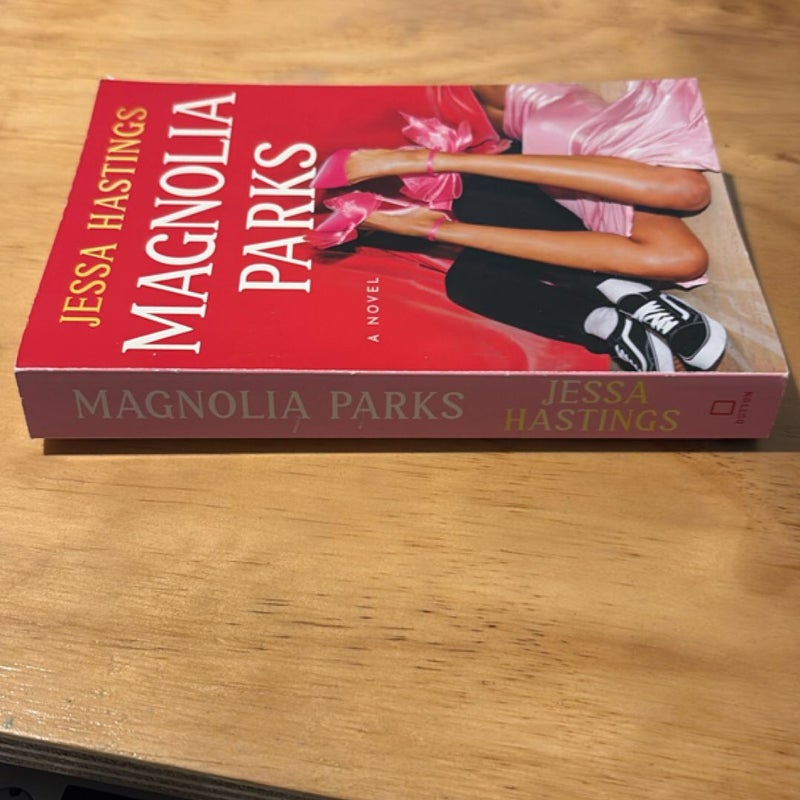 JESSA HASTINGS
MAGNOLIA
PARKS
A NOVEL
MAGNOLIA PARKS
JESSA
HASTINGS
DUTTON